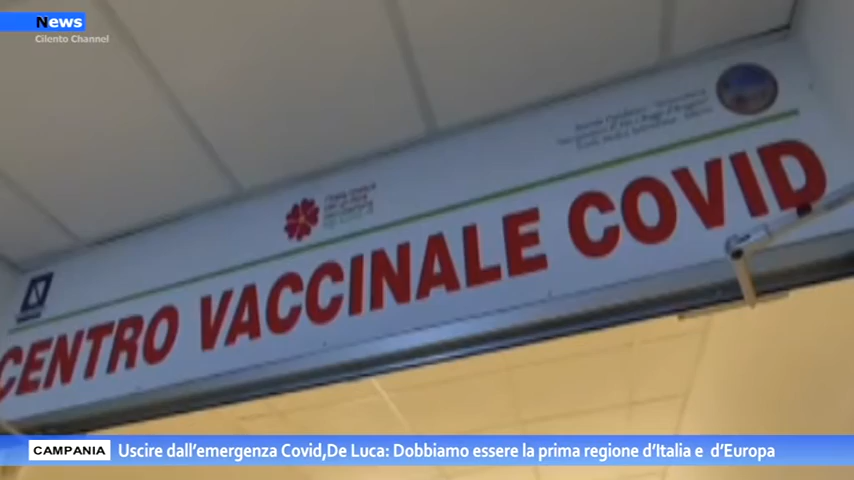 News
Cilento Channel
CENTRO VACCINALE COVID
CAMPANIA
Uscire dall'emergenza Covid,De Luca: Dobbiamo essere la prima regione d'Italia e d'Europa